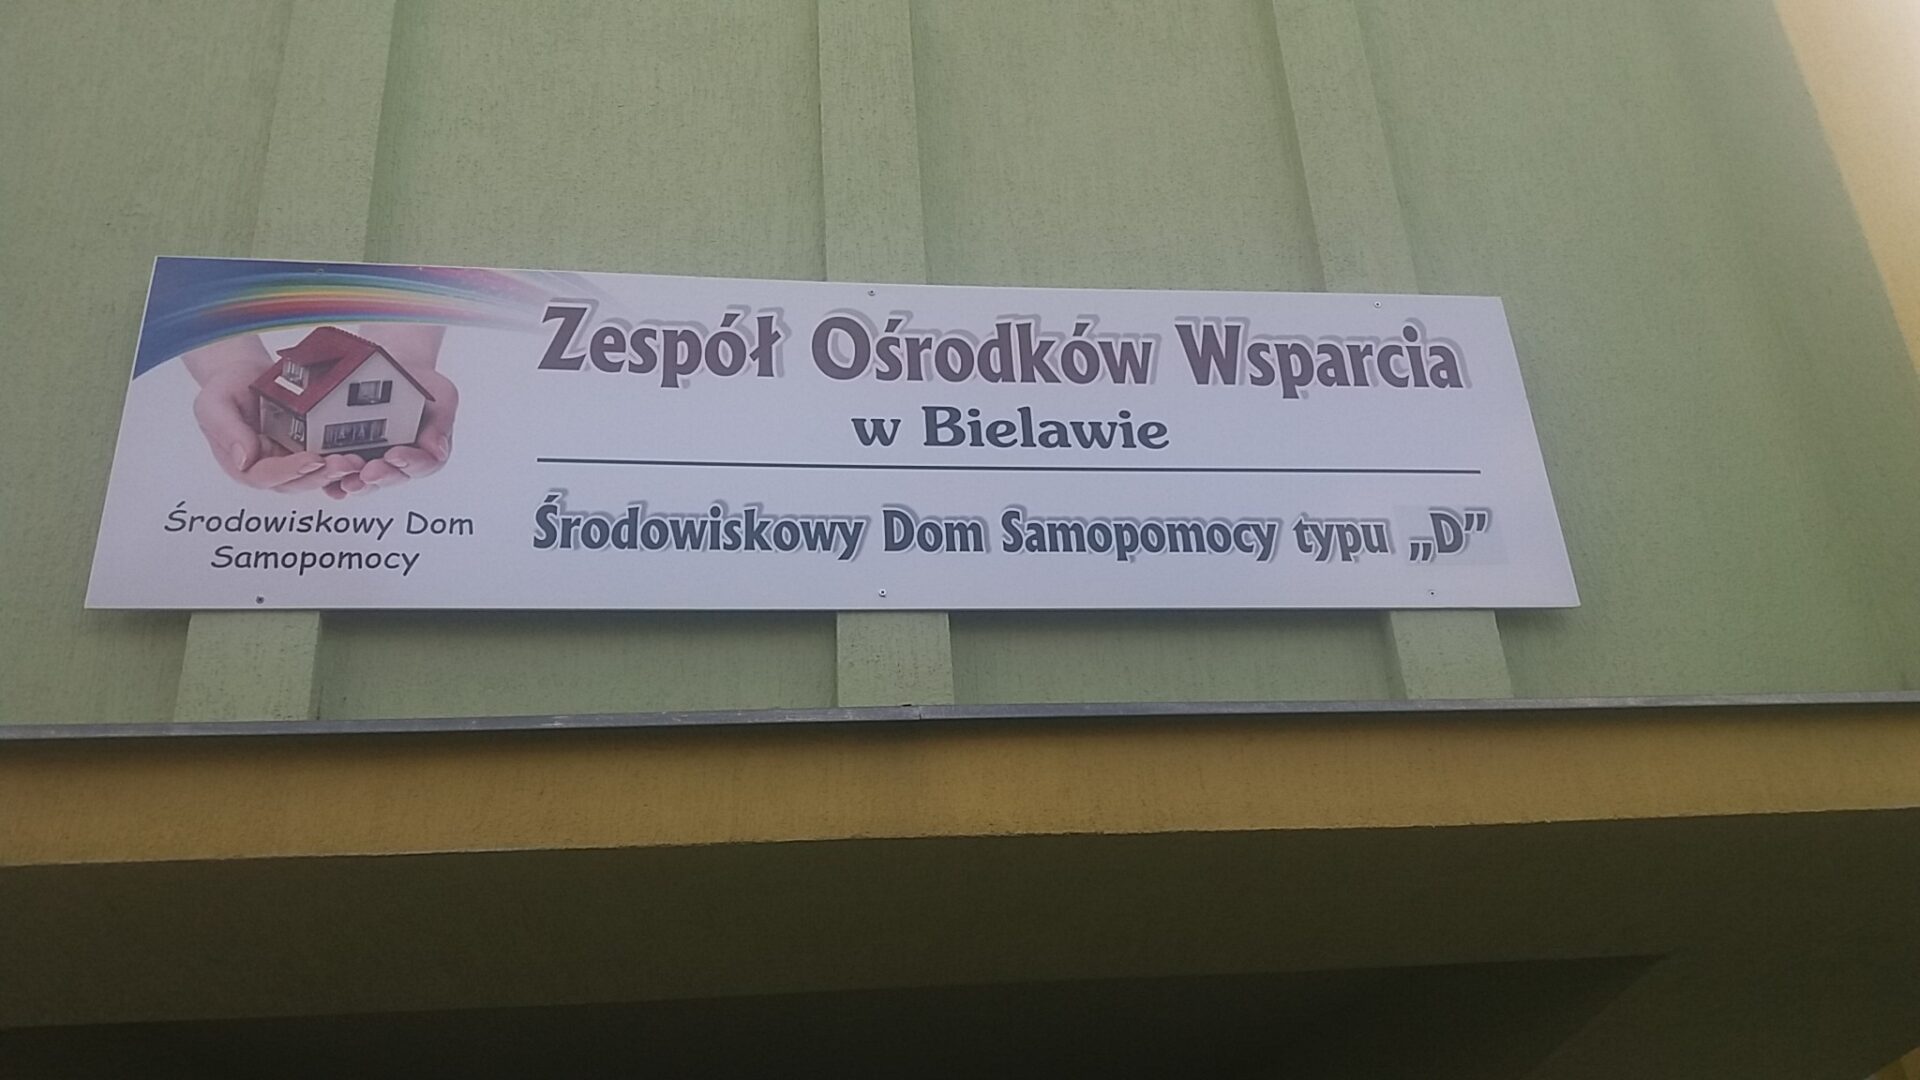 Zespół Ośrodków Wsparcia
w Bielawie
Środowiskowy Dom
Samopomocy
Środowiskowy Dom Samopomocy typu „D”